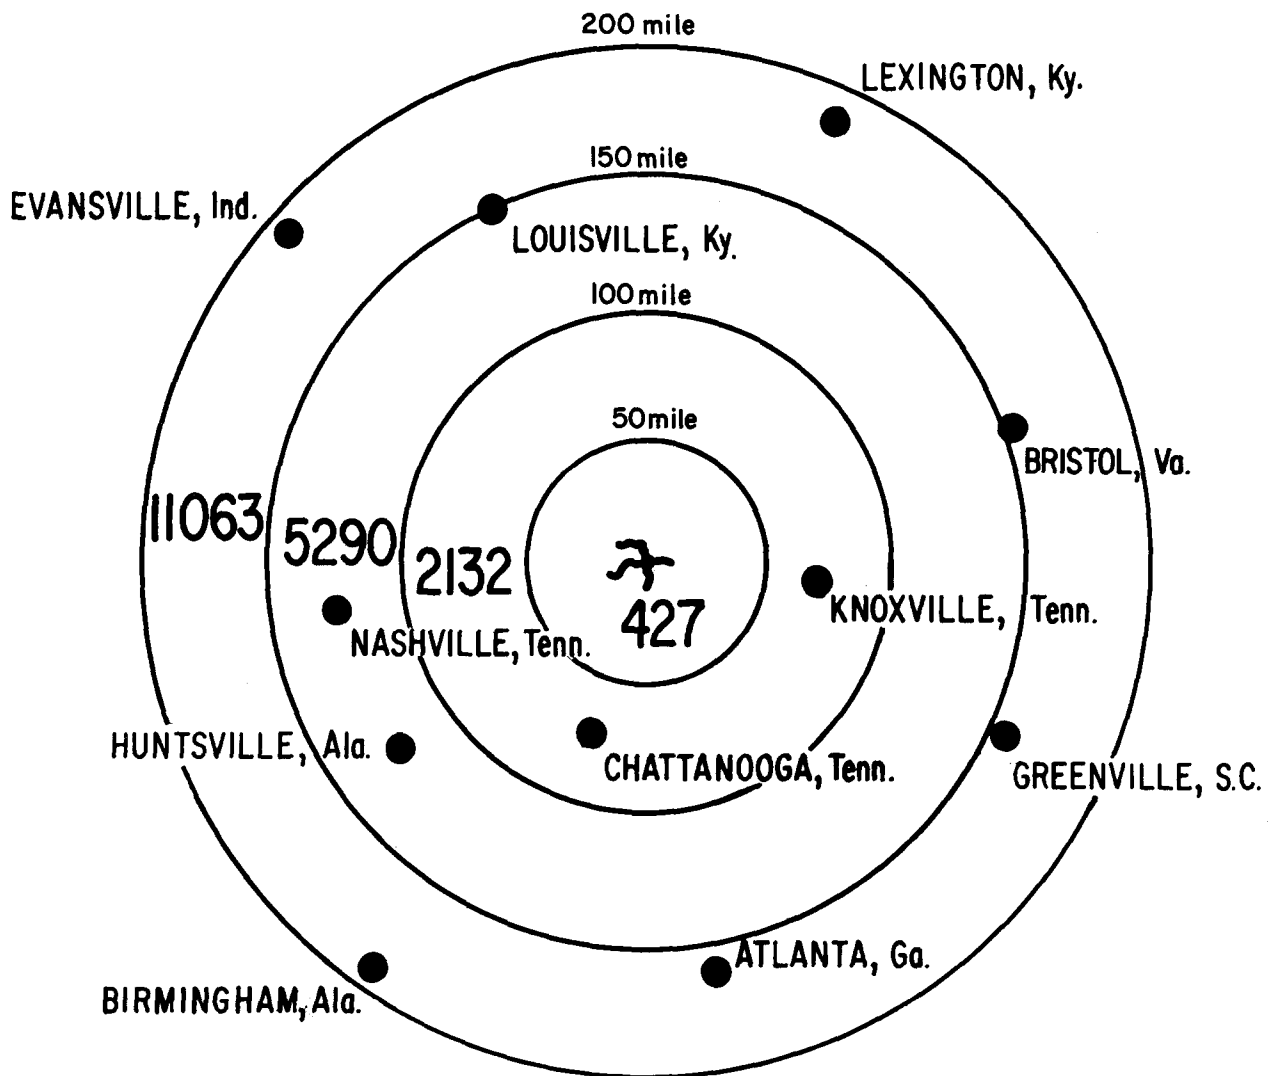 200 mile
LEXINGTON, Ky.
150 mile
EVANSVILLE, Ind.
LOUISVILLE, Ky.
100 mile
50 mile
BRISTOL, Va.
11063
5290
2132
427
KNOXVILLE, Tenn.
NASHVILLE, Tenn.
HUNTSVILLE, Ala.
CHATTANOOGA, Tenn.
GREENVILLE, S.C.
ATLANTA, Ga.
BIRMINGHAM, Ala.